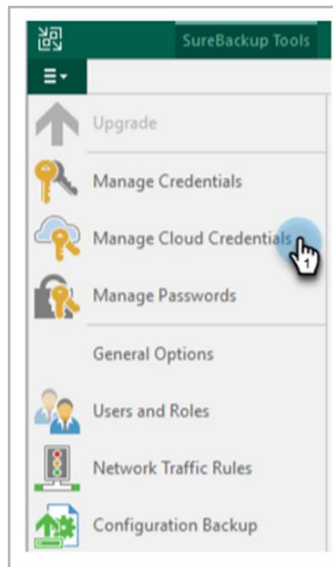 SureBackup Tools
Upgrade
Manage Credentials
Manage Cloud Credentials
1
Manage Passwords
General Options
Users and Roles
Network Traffic Rules
Configuration Backup